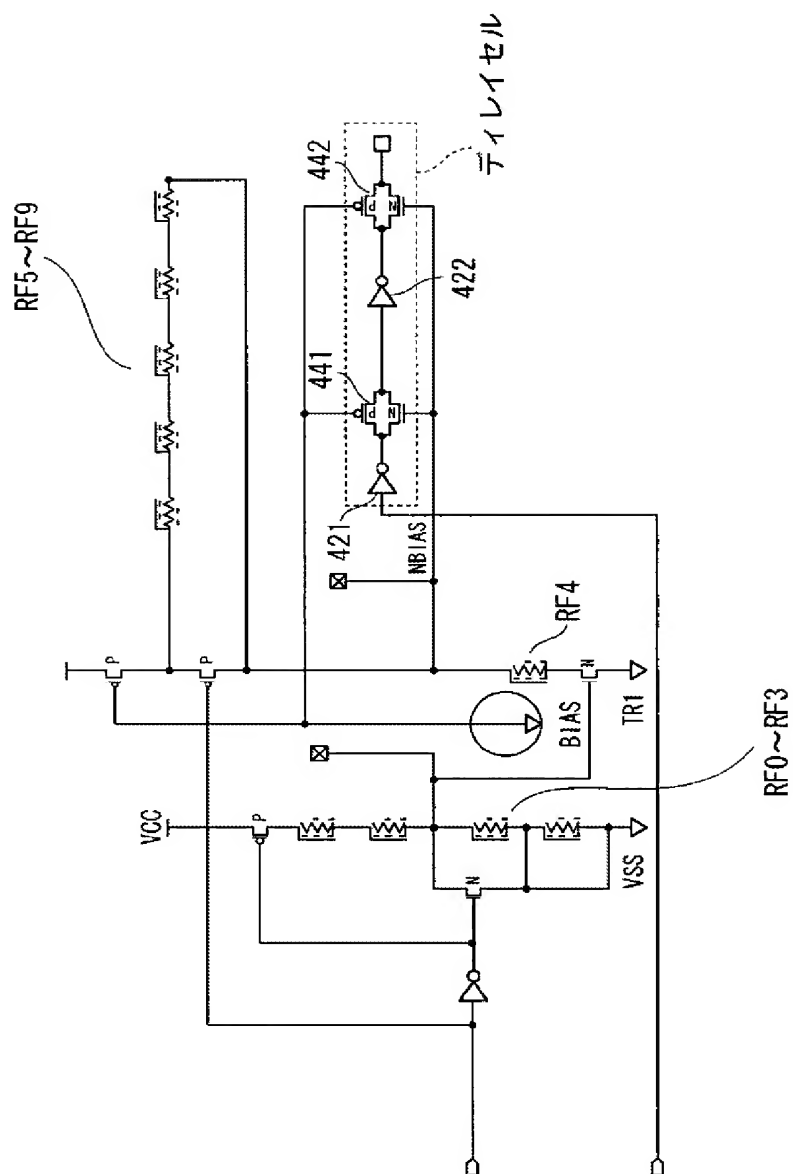 RF5～RF9
442
ディレイセル
441
422
421
NBIAS
P
P
P
N
P
N
RF4
N
BIAS
TR1
VCC
P
RF0～RF3
N
VSS